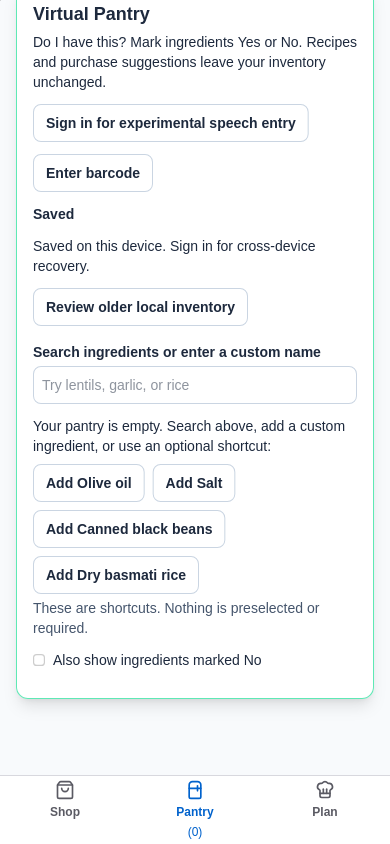 Virtual Pantry
Do I have this? Mark ingredients Yes or No. Recipes
and purchase suggestions leave your inventory
unchanged.
Sign in for experimental speech entry
Enter barcode
Saved
Saved on this device. Sign in for cross-device
recovery.
Review older local inventory
Search ingredients or enter a custom name
Try lentils, garlic, or rice
Your pantry is empty. Search above, add a custom
ingredient, or use an optional shortcut:
Add Olive oil
Add Salt
Add Canned black beans
Add Dry basmati rice
These are shortcuts. Nothing is preselected or
required.
Also show ingredients marked No
Shop
Pantry
(0)
Plan